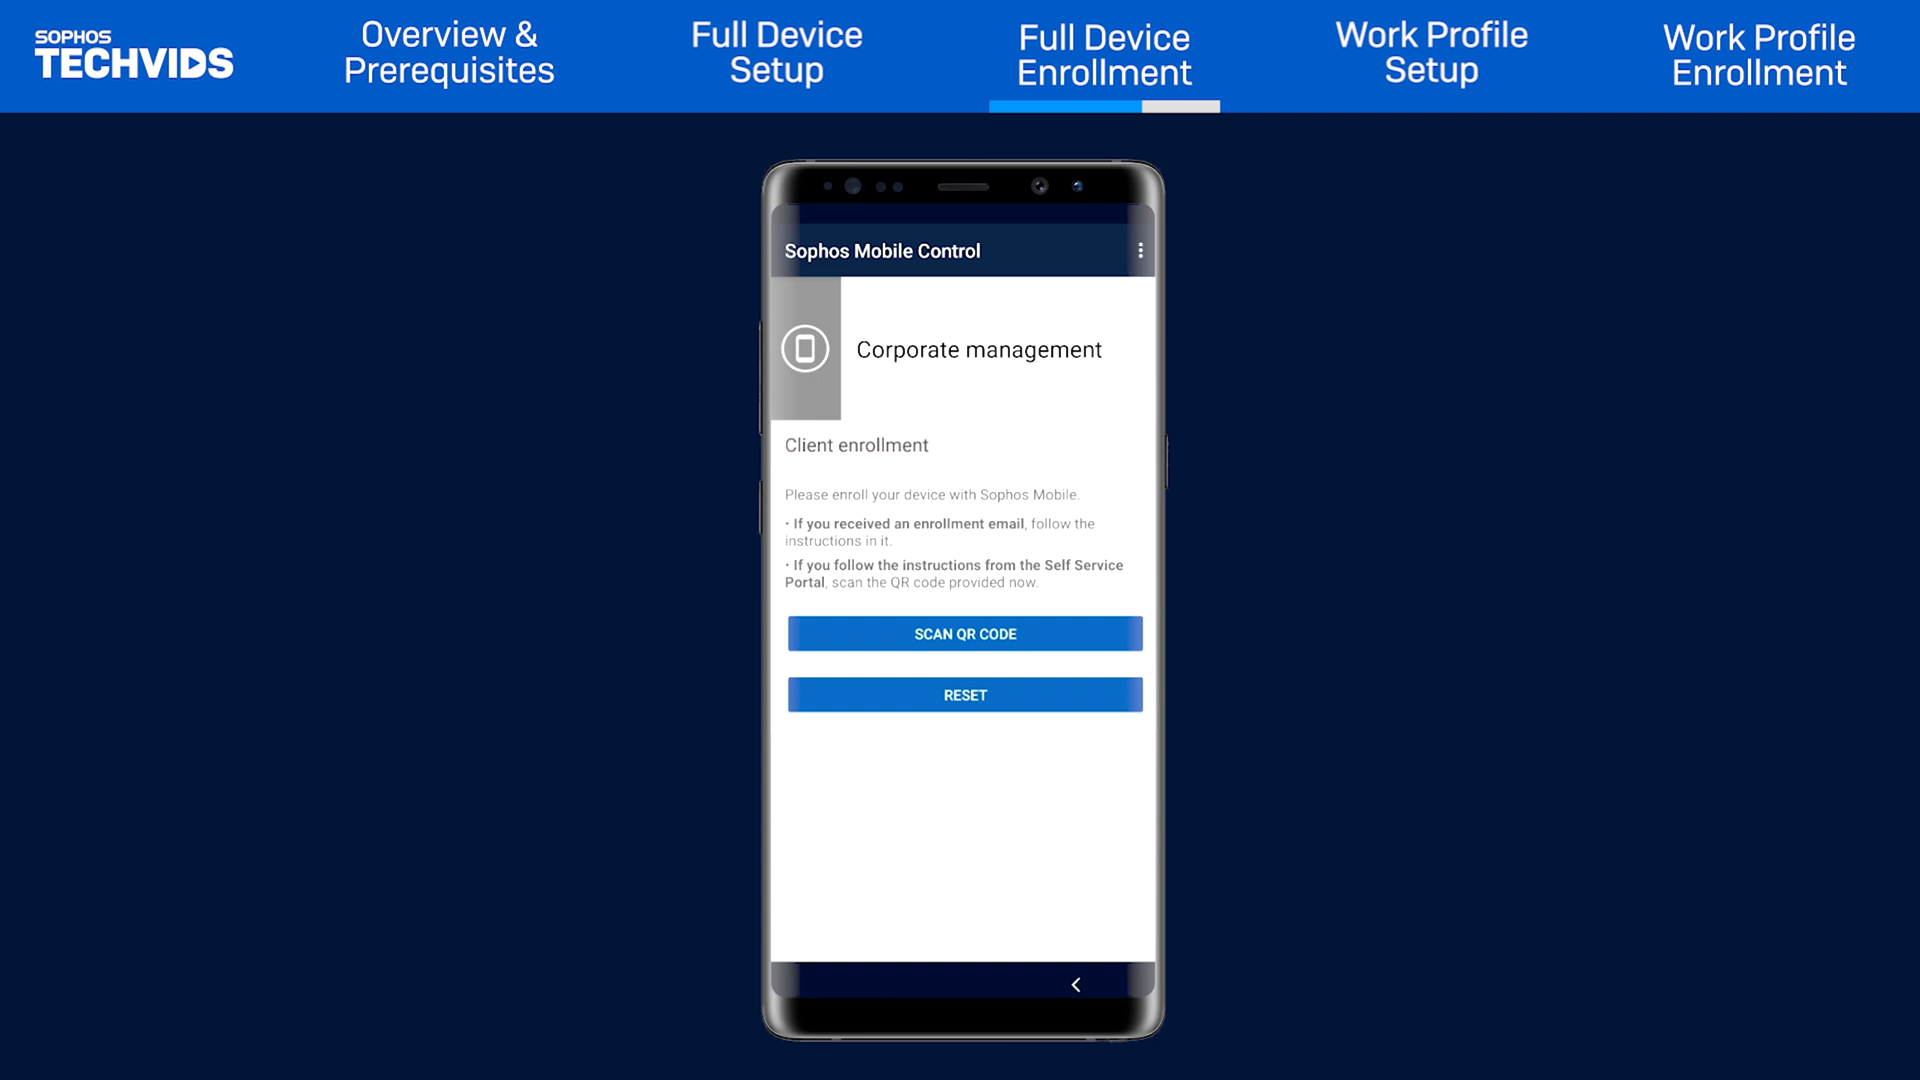 SOPHOS
TECHVIDS
Overview &
Prerequisites
Full Device
Setup
Full Device
Enrollment
Work Profile
Setup
Work Profile
Enrollment
Sophos Mobile Control
Corporate management
Client enrollment
Please enroll your device with Sophos Mobile.
· If you received an enrollment email, follow the
instructions in it.
· If you follow the instructions from the Self Service
Portal, scan the QR code provided now.
SCAN QR CODE
RESET